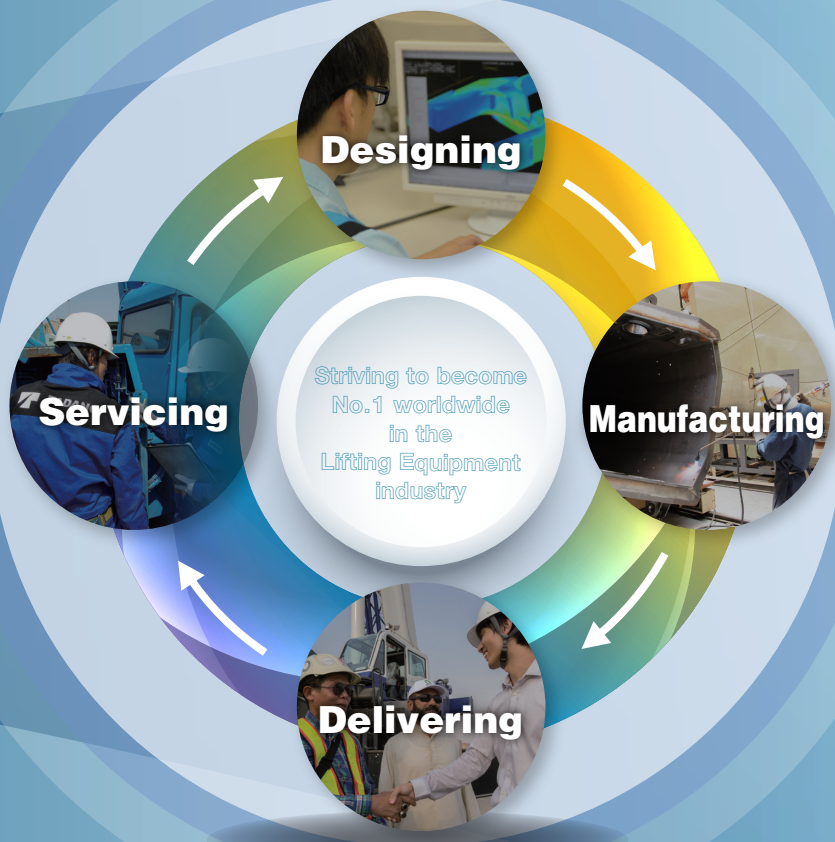 Designing
Servicing
Striving to become
No.1 worldwide
in the
Lifting Equipment
industry
Manufacturing
Delivering